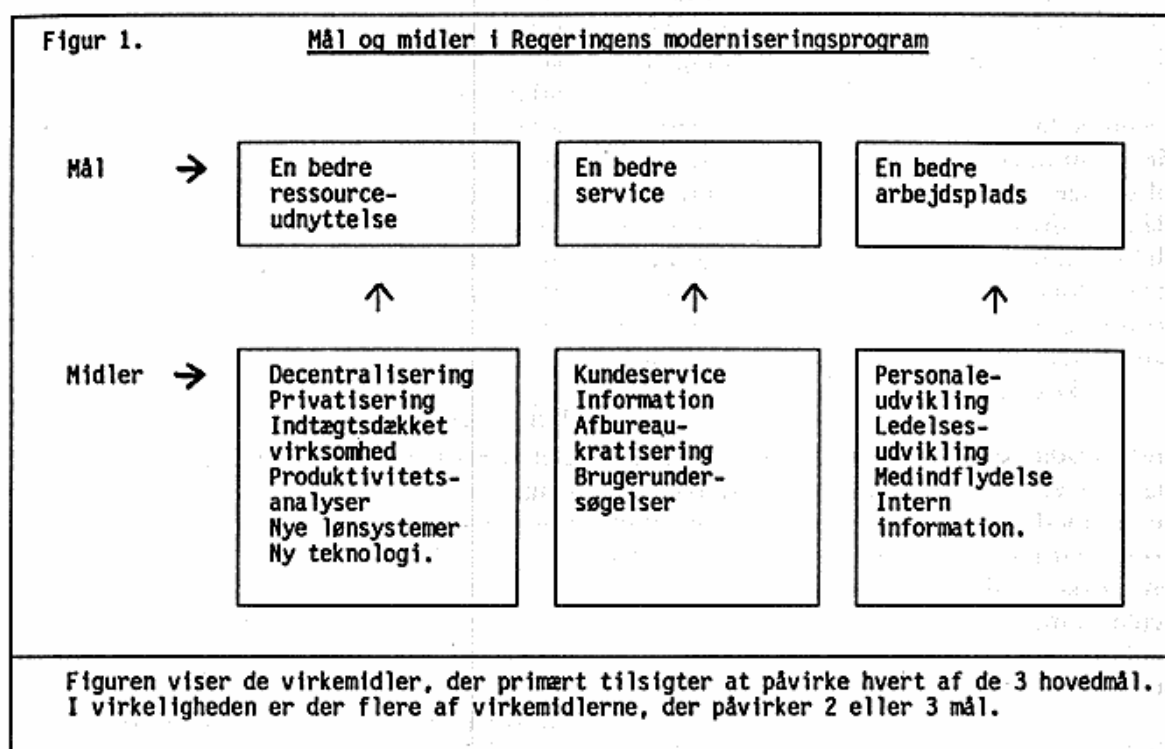 Figur 1. Mål og midler i Regeringens moderniseringsprogram
Mål →
En bedre
ressource-
udnyttelse
En bedre
service
En bedre
arbejdsplads
Midler →
Decentralisering
Privatisering
Indtægtsdækket
virksomhed
Produktivitets-
analyser
Nye lønsystemer
Ny teknologi.
Kundeservice
Information
Afbureau-
kratisering
Brugerunder-
søgelser
Personale-
udvikling
Ledelses-
udvikling
Medindflydelse
Intern
information.
Figuren viser de virkemidler, der primært tilsigter at påvirke hvert af de 3 hovedmål.
I virkeligheden er der flere af virkemidlerne, der påvirker 2 eller 3 mål.